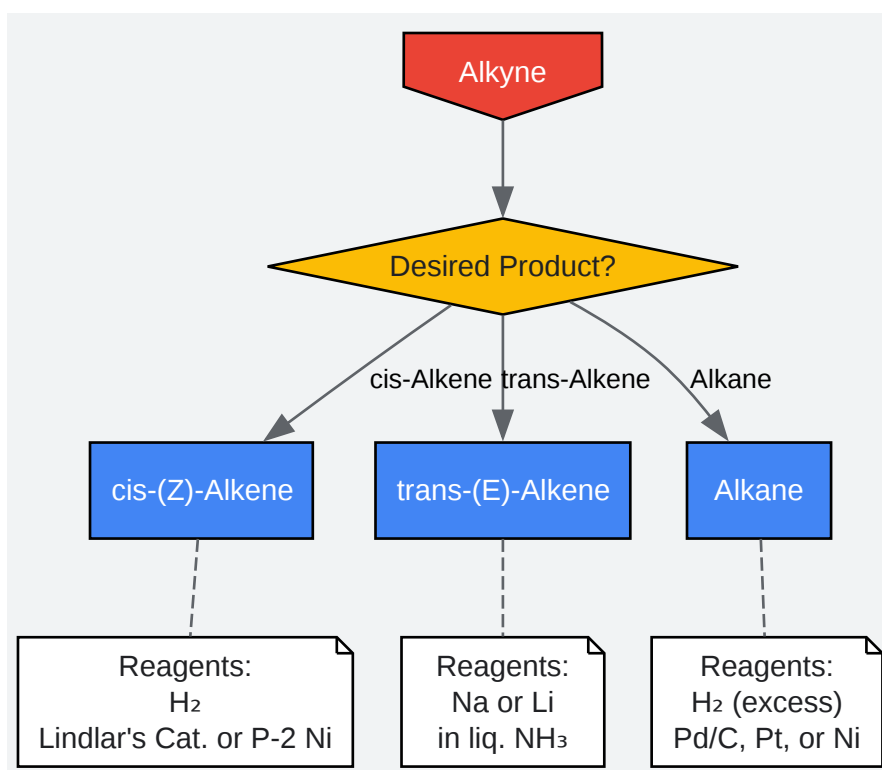 Alkyne
Desired Product?
cis-Alkene
trans-Alkene
Alkane
cis-(Z)-Alkene
trans-(E)-Alkene
Alkane
Reagents:
H₂
Lindlar's Cat. or P-2 Ni
Reagents:
Na or Li
in liq. NH₃
Reagents:
H₂ (excess)
Pd/C, Pt, or Ni